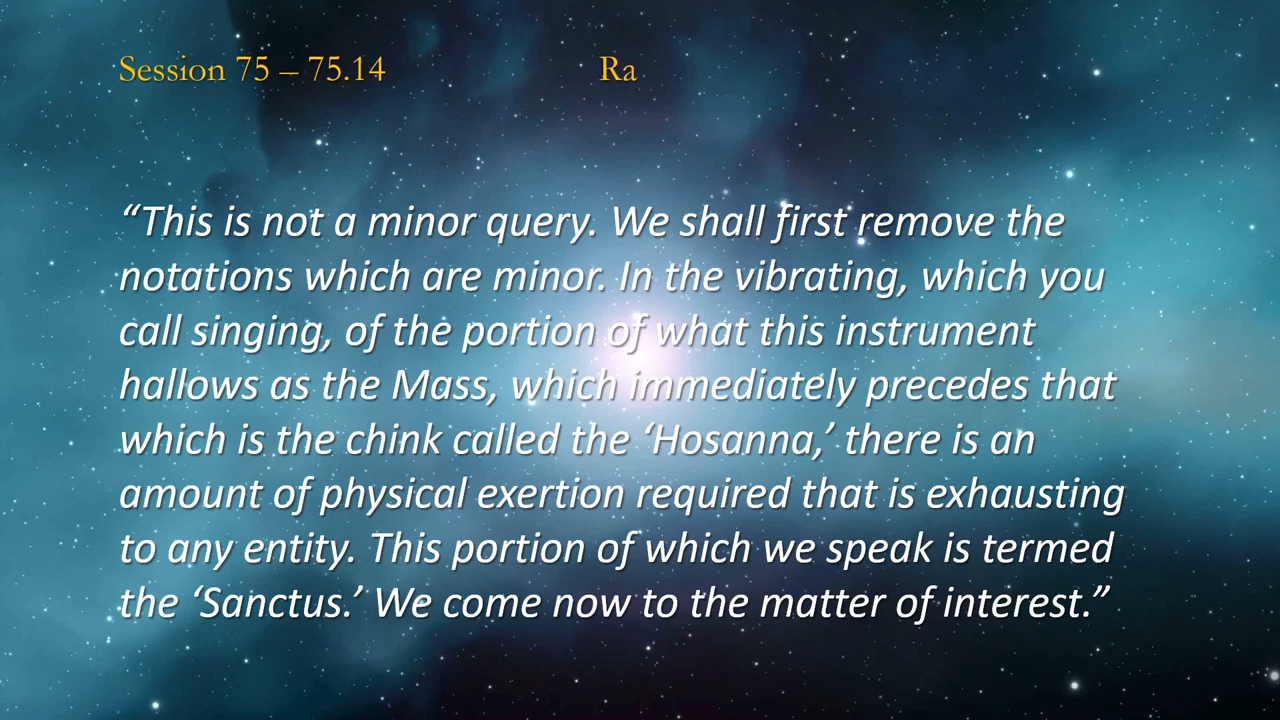 Session 75 – 75.14 Ra
“This is not a minor query. We shall first remove the
notations which are minor. In the vibrating, which you
call singing, of the portion of what this instrument
hallows as the Mass, which immediately precedes that
which is the chink called the ‘Hosanna,’ there is an
amount of physical exertion required that is exhausting
to any entity. This portion of which we speak is termed
the ‘Sanctus.’ We come now to the matter of interest.”